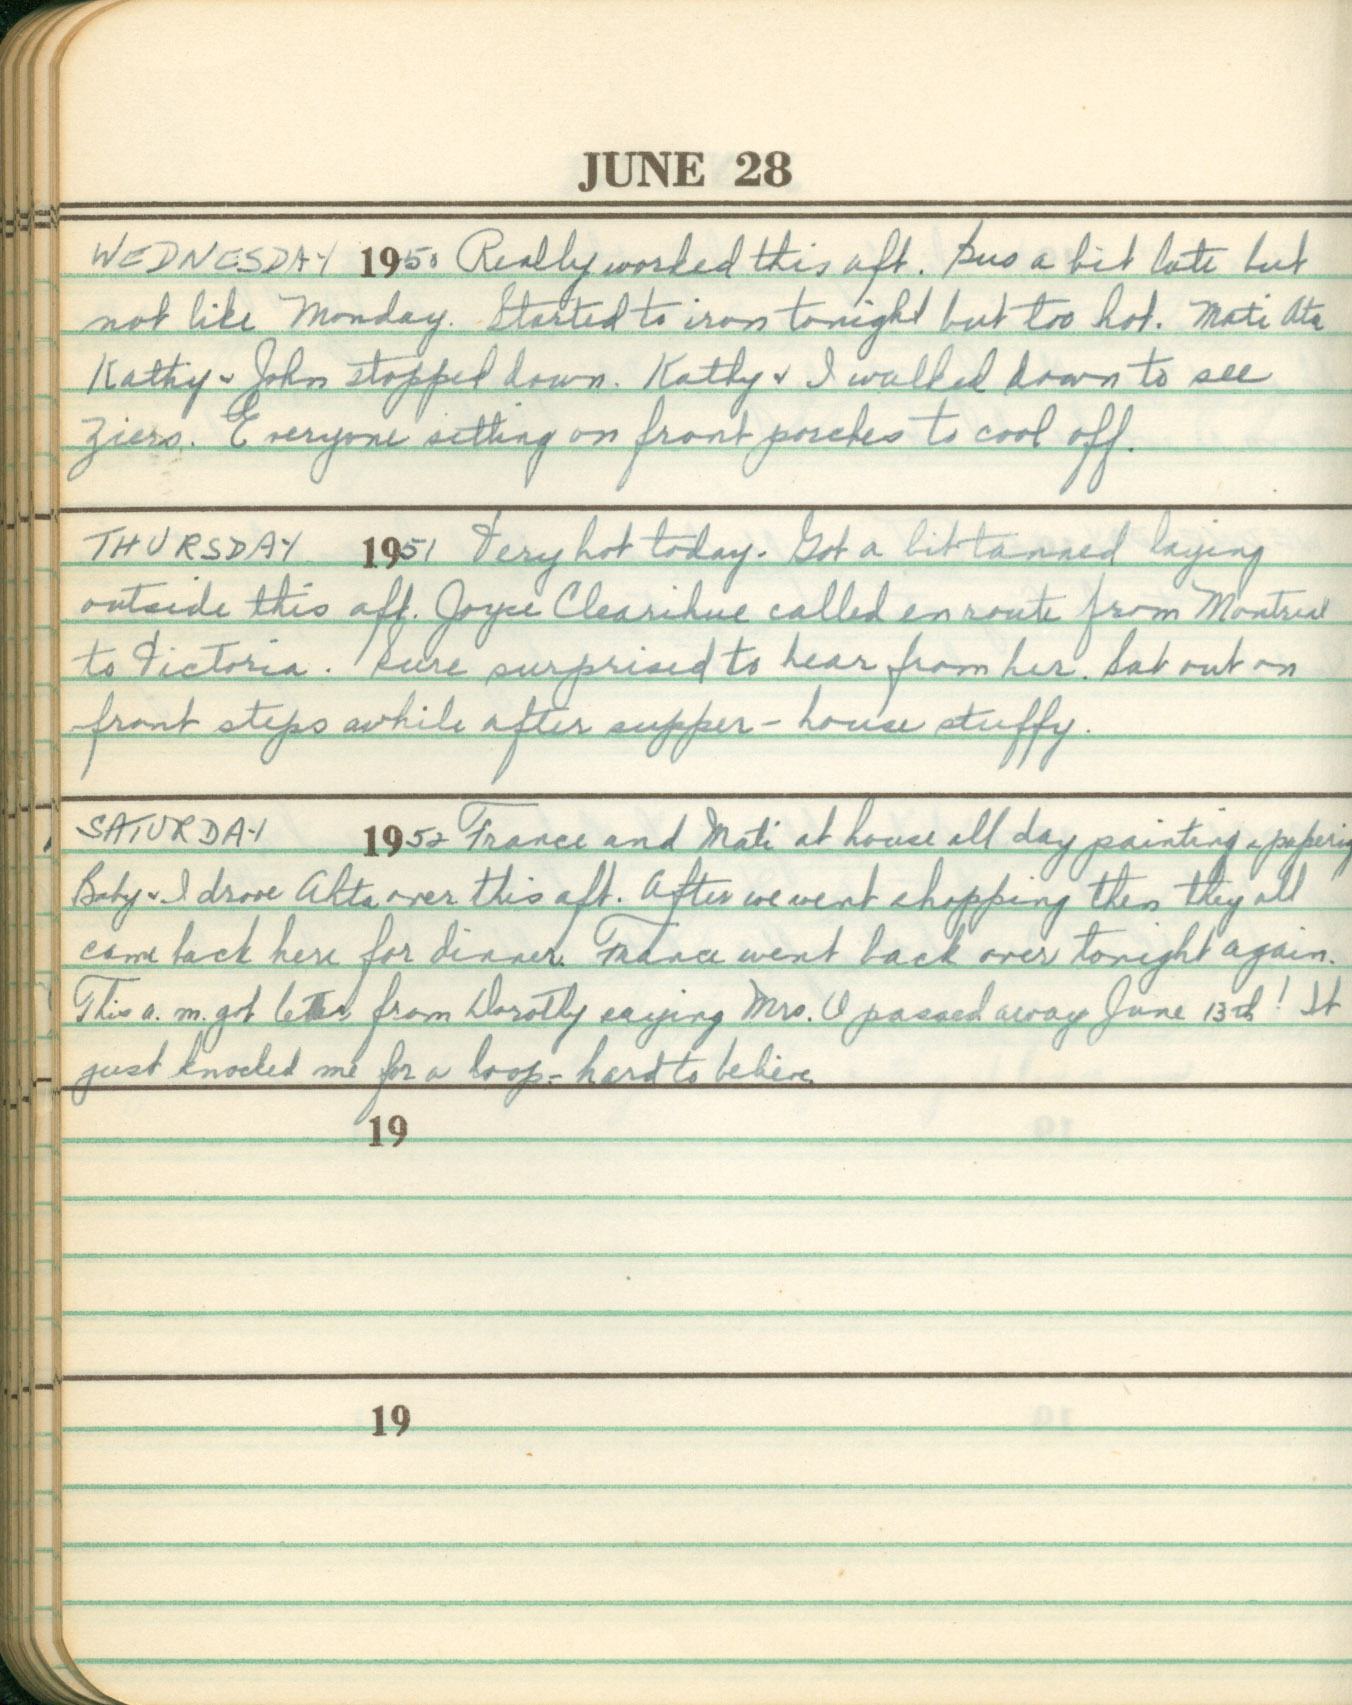 JUNE 28
WEDNESDAY 1950 Really worked this aft. Bus a bit late but
not like Monday. Started to iron tonight but too hot. Mati
Kathy & John stopped down. Kathy & I walked down to see
Ziers. Everyone sitting on front porches to cool off.
THURSDAY 1951 Very hot today. Got a bit tanned laying
outside this aft. Joyce Clearihue called enroute from Montreal
to Victoria. Sure surprised to hear from her. Sat out on
front steps awhile after supper - house stuffy.
SATURDAY 1952 France and Mati at house all day painting & papering
Baby & I drove over this aft. After we went shopping then they all
came back here for dinner. France went back over tonight again.
This a.m. got letter from Dorothy saying Mrs. O passed away June 13th! It
just knocked me for a loop - hard to believe.
19
19